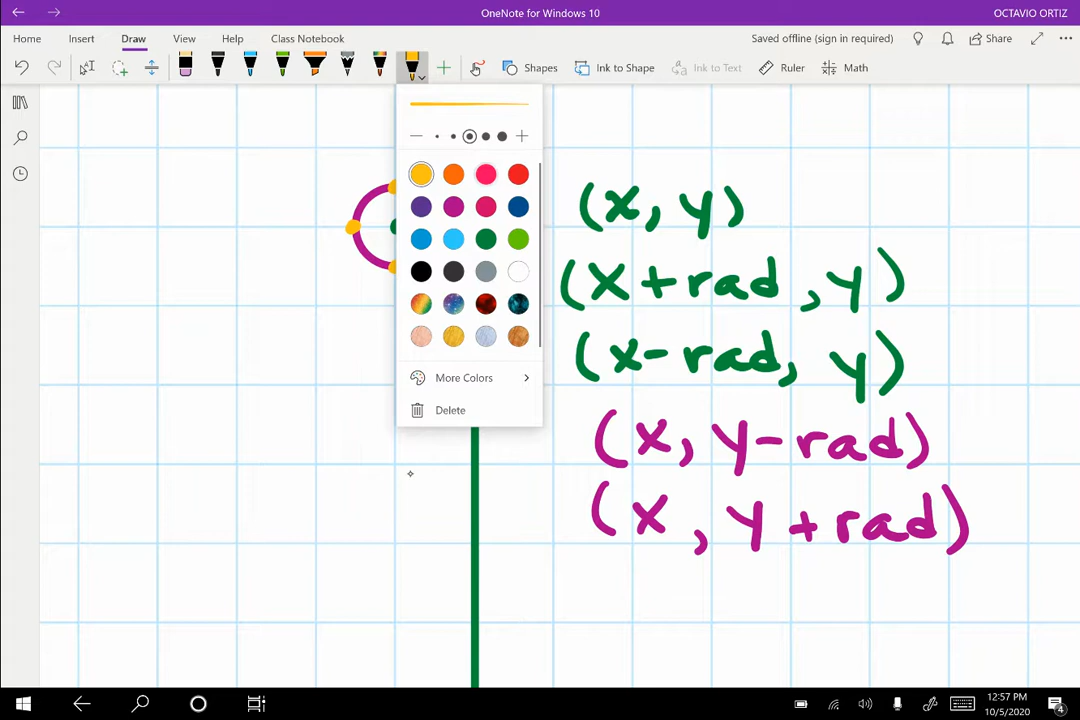 OneNote for Windows 10
OCTAVIO ORTIZ
Home Insert Draw View Help Class Notebook
Saved offline (sign in required) Share
Shapes Ink to Shape Ink to Text Ruler Math
(x, y)
(x+rad, y)
(x-rad, y)
(x, y-rad)
(x, y+rad)
More Colors
Delete
12:57 PM
10/5/2020
4